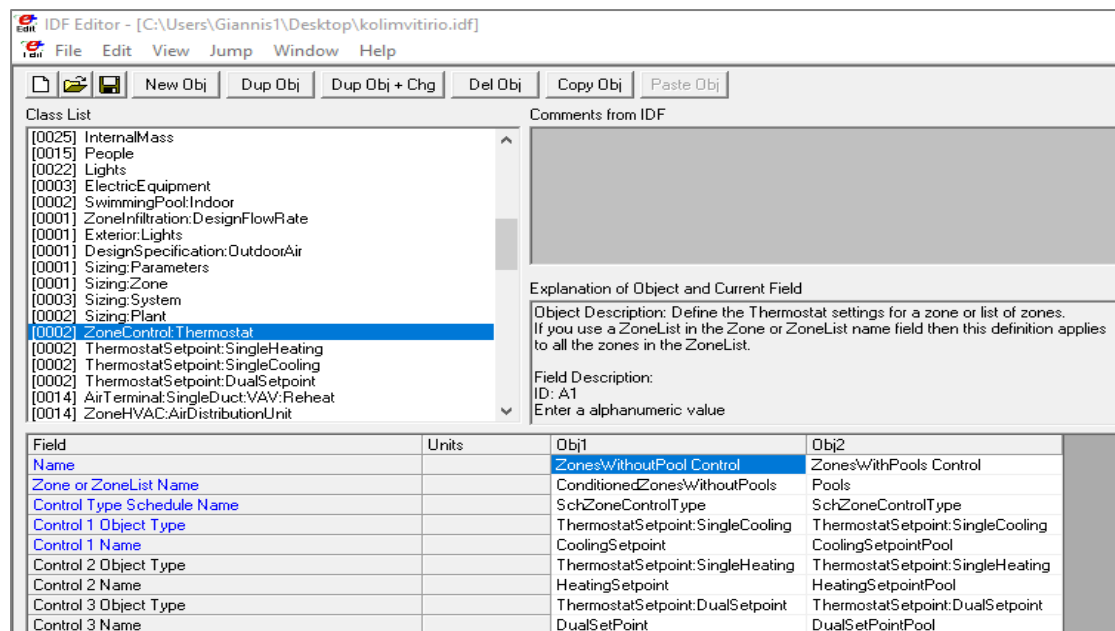 IDF Editor - [C:\Users\Giannis1\Desktop\kolimvitirio.idf]
File Edit View Jump Window Help
New Obj Dup Obj Dup Obj + Chg Del Obj Copy Obj Paste Obj
Class List
[0025] InternalMass
[0015] People
[0022] Lights
[0003] ElectricEquipment
[0002] SwimmingPool:Indoor
[0001] ZoneInfiltration:DesignFlowRate
[0001] Exterior:Lights
[0001] DesignSpecification:OutdoorAir
[0001] Sizing:Parameters
[0001] Sizing:Zone
[0003] Sizing:System
[0002] Sizing:Plant
[0002] ZoneControl:Thermostat
[0002] ThermostatSetpoint:SingleHeating
[0002] ThermostatSetpoint:SingleCooling
[0002] ThermostatSetpoint:DualSetpoint
[0014] AirTerminal:SingleDuct:VAV:Reheat
[0014] ZoneHVAC:AirDistributionUnit
Comments from IDF
Explanation of Object and Current Field
Object Description: Define the Thermostat settings for a zone or list of zones.
If you use a ZoneList in the Zone or ZoneList name field then this definition applies
to all the zones in the ZoneList.
Field Description:
ID: A1
Enter a alphanumeric value
Field Units Obj1 Obj2
Name ZonesWithoutPool Control ZonesWithPools Control
Zone or ZoneList Name ConditionedZonesWithoutPools Pools
Control Type Schedule Name SchZoneControlType SchZoneControlType
Control 1 Object Type ThermostatSetpoint:SingleCooling ThermostatSetpoint:SingleCooling
Control 1 Name CoolingSetpoint CoolingSetpointPool
Control 2 Object Type ThermostatSetpoint:SingleHeating ThermostatSetpoint:SingleHeating
Control 2 Name HeatingSetpoint HeatingSetpointPool
Control 3 Object Type ThermostatSetpoint:DualSetpoint ThermostatSetpoint:DualSetpoint
Control 3 Name DualSetPoint DualSetPointPool